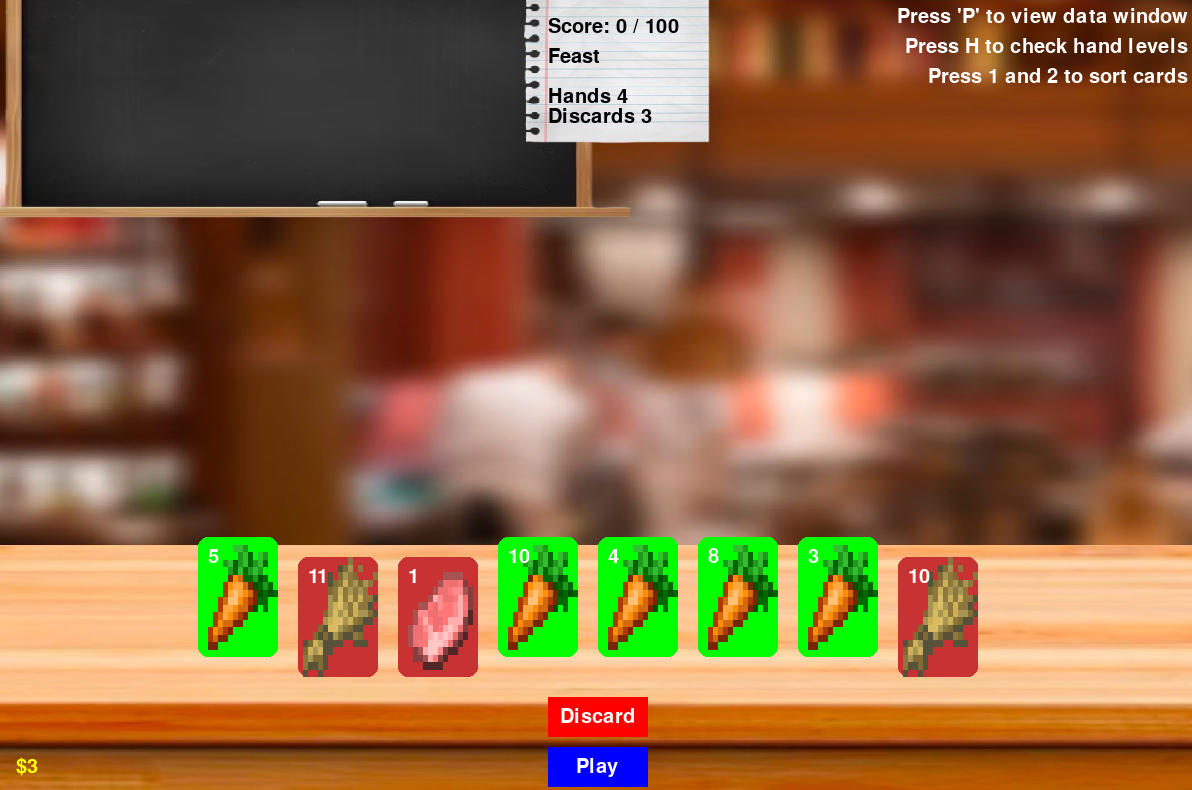 Score: 0 / 100
Feast
Hands 4
Discards 3
Press 'P' to view data window
Press H to check hand levels
Press 1 and 2 to sort cards
5
11
1
10
4
8
3
10
Discard
Play
$3